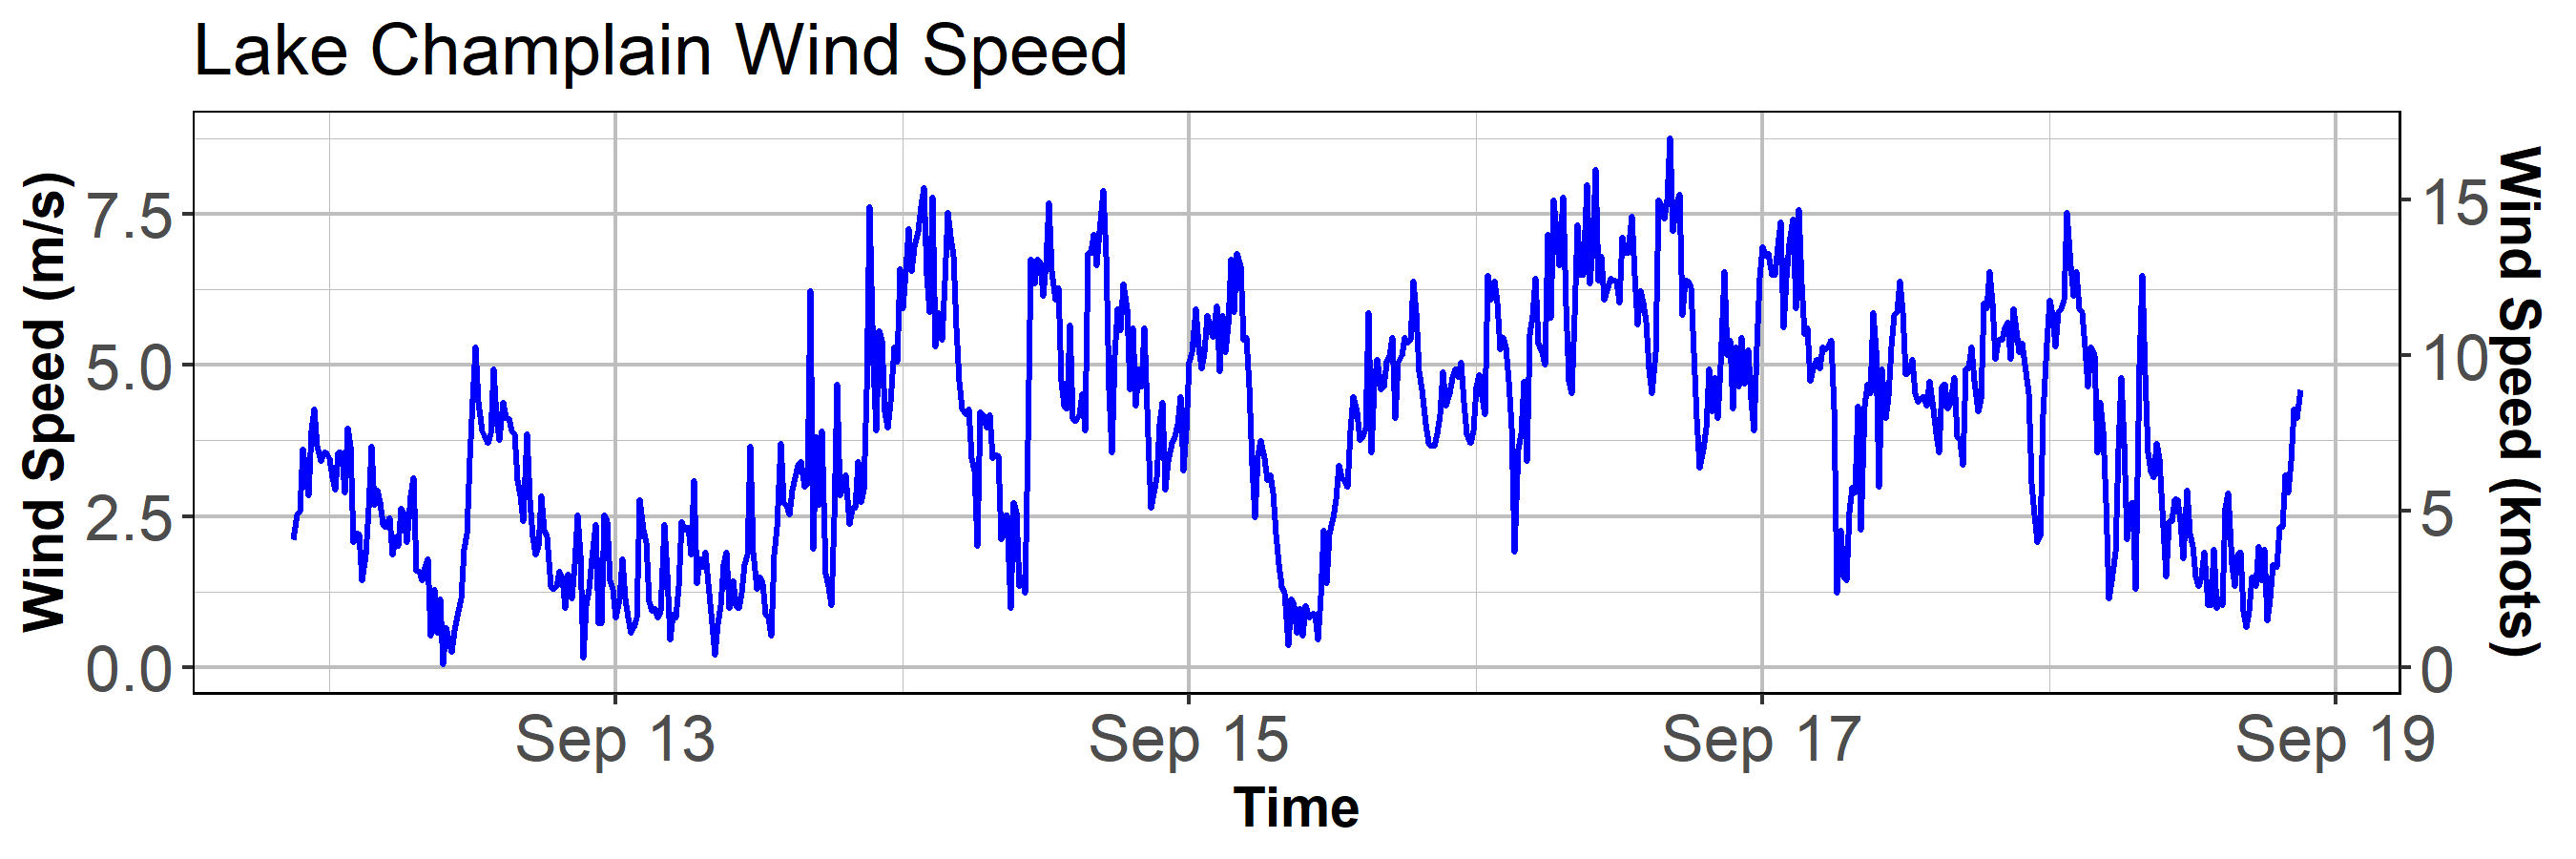 Lake Champlain Wind Speed
Wind Speed (m/s)
7.5
5.0
2.5
0.0
15
10
5
0
Wind Speed (knots)
Sep 13
Sep 15
Sep 17
Sep 19
Time